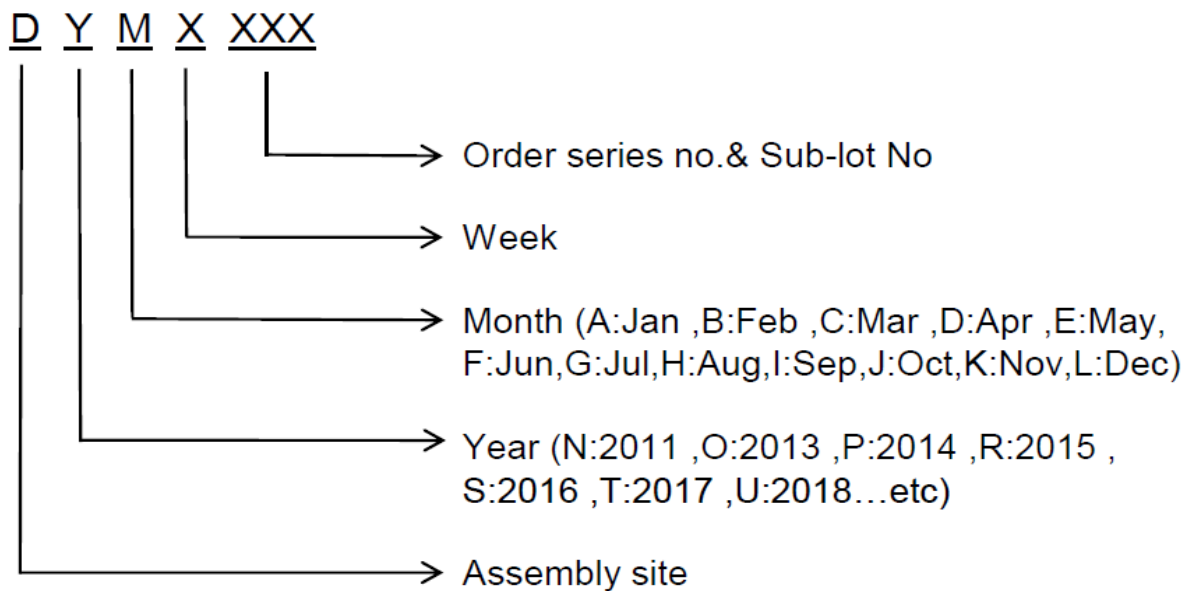 D Y M X XXX
Order series no.& Sub-lot No
Week
Month (A:Jan ,B:Feb ,C:Mar ,D:Apr ,E:May,
F:Jun,G:Jul,H:Aug,I:Sep,J:Oct,K:Nov,L:Dec)
Year (N:2011 ,O:2013 ,P:2014 ,R:2015 ,
S:2016 ,T:2017 ,U:2018…etc)
Assembly site